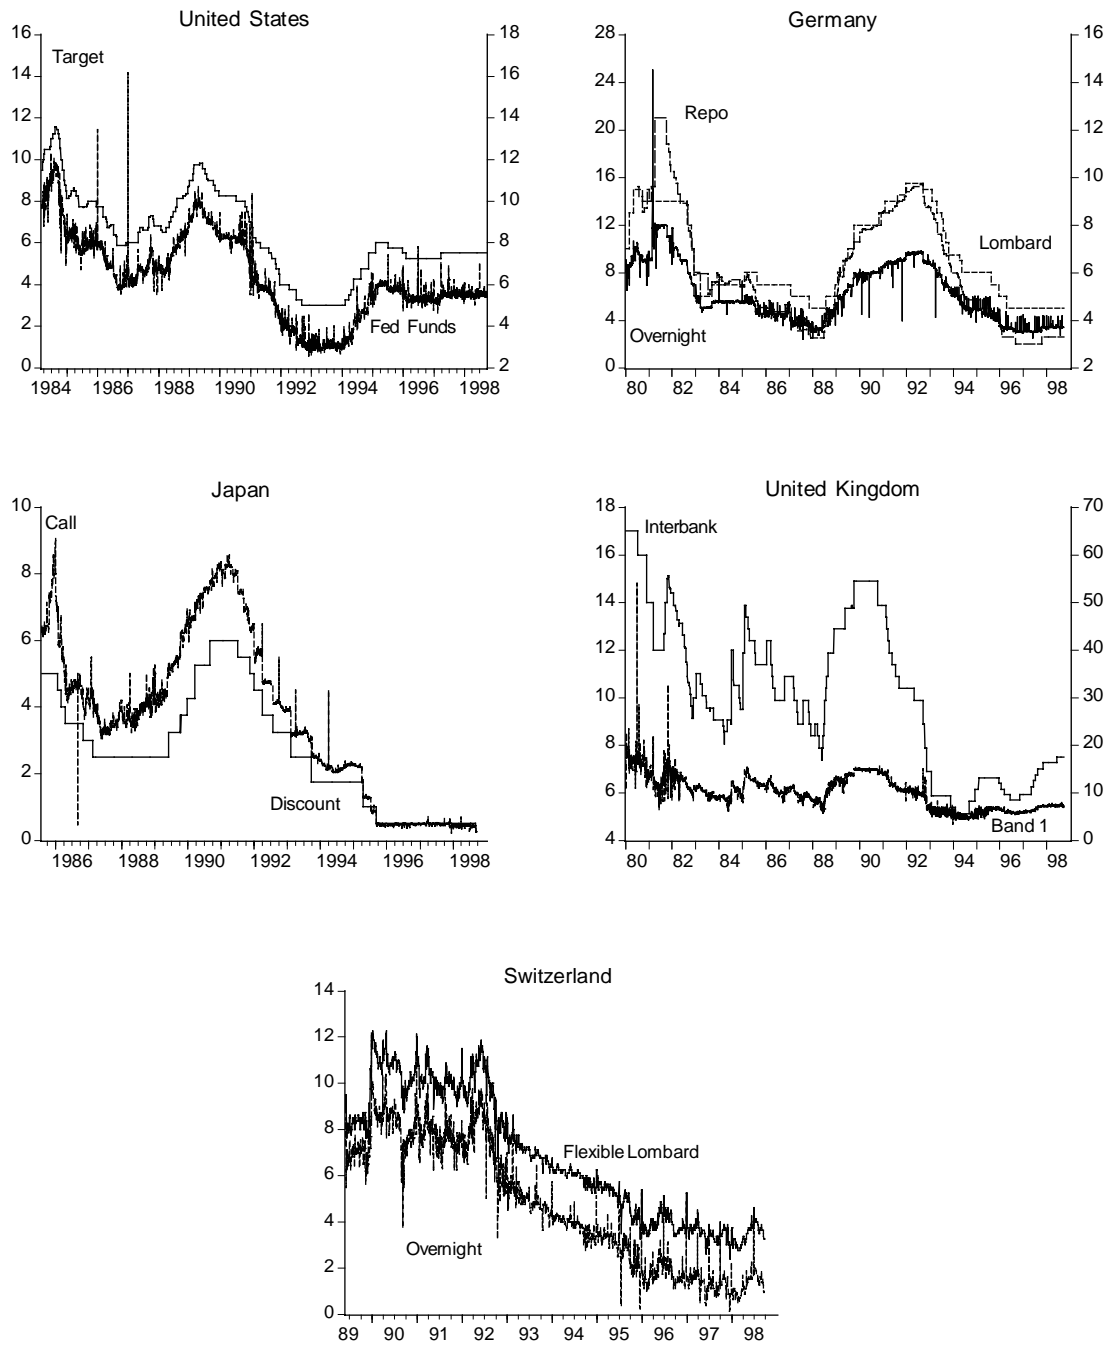 United States
16 18
14 16
12 14
10 12
8 10
6 8
4 6
2 4
0 2
Target
Fed Funds
1984 1986 1988 1990 1992 1994 1996 1998
Germany
28 16
24 14
20 12
16 10
12 8
8 6
4 4
0 2
Repo
Lombard
Overnight
80 82 84 86 88 90 92 94 96 98
Japan
10
8
6
4
2
0
Call
Discount
1986 1988 1990 1992 1994 1996 1998
United Kingdom
18 70
16 60
14 50
12 40
10 30
8 20
6 10
4 0
Interbank
Band 1
80 82 84 86 88 90 92 94 96 98
Switzerland
14
12
10
8
6
4
2
0
Flexible Lombard
Overnight
89 90 91 92 93 94 95 96 97 98